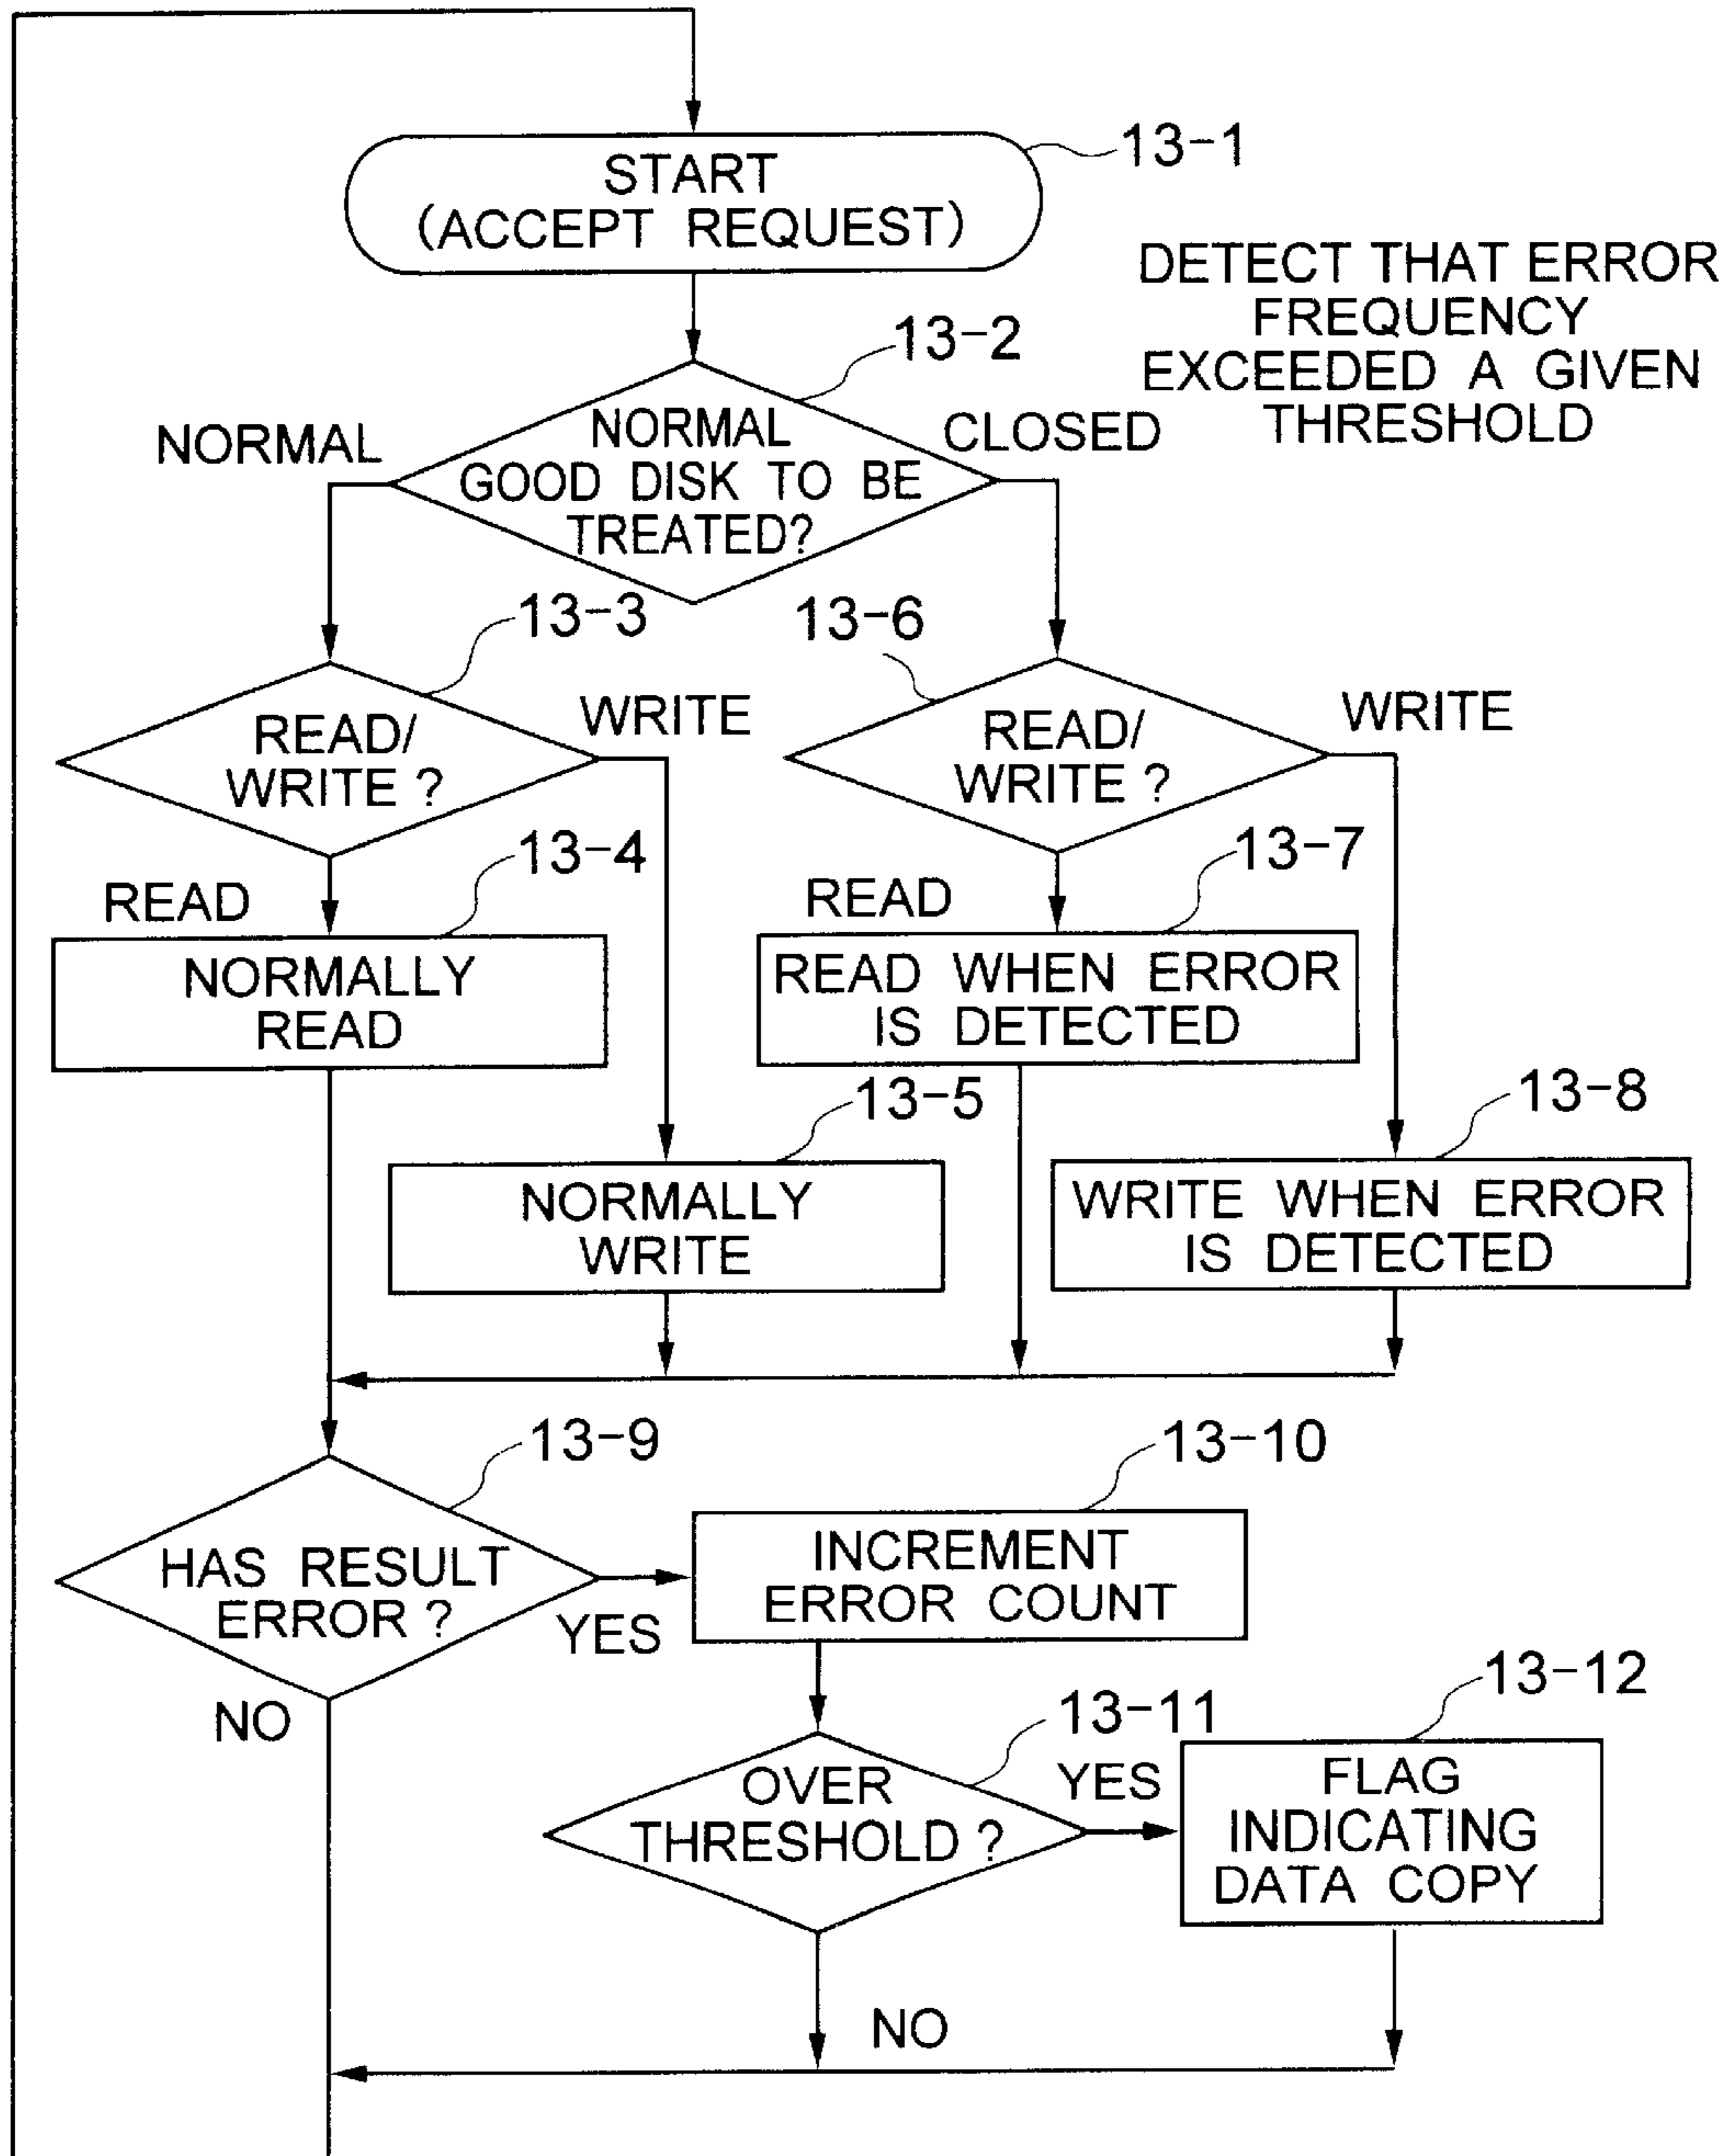 13-1
START
(ACCEPT REQUEST)
DETECT THAT ERROR
FREQUENCY
EXCEEDED A GIVEN
THRESHOLD
13-2
NORMAL
NORMAL
GOOD DISK TO BE
TREATED?
CLOSED
13-3
READ/
WRITE ?
WRITE
13-6
READ/
WRITE ?
WRITE
READ
13-4
NORMALLY
READ
READ
13-7
READ WHEN ERROR
IS DETECTED
13-5
NORMALLY
WRITE
13-8
WRITE WHEN ERROR
IS DETECTED
13-9
HAS RESULT
ERROR ?
YES
NO
13-10
INCREMENT
ERROR COUNT
13-11
OVER
THRESHOLD ?
YES
NO
13-12
FLAG
INDICATING
DATA COPY